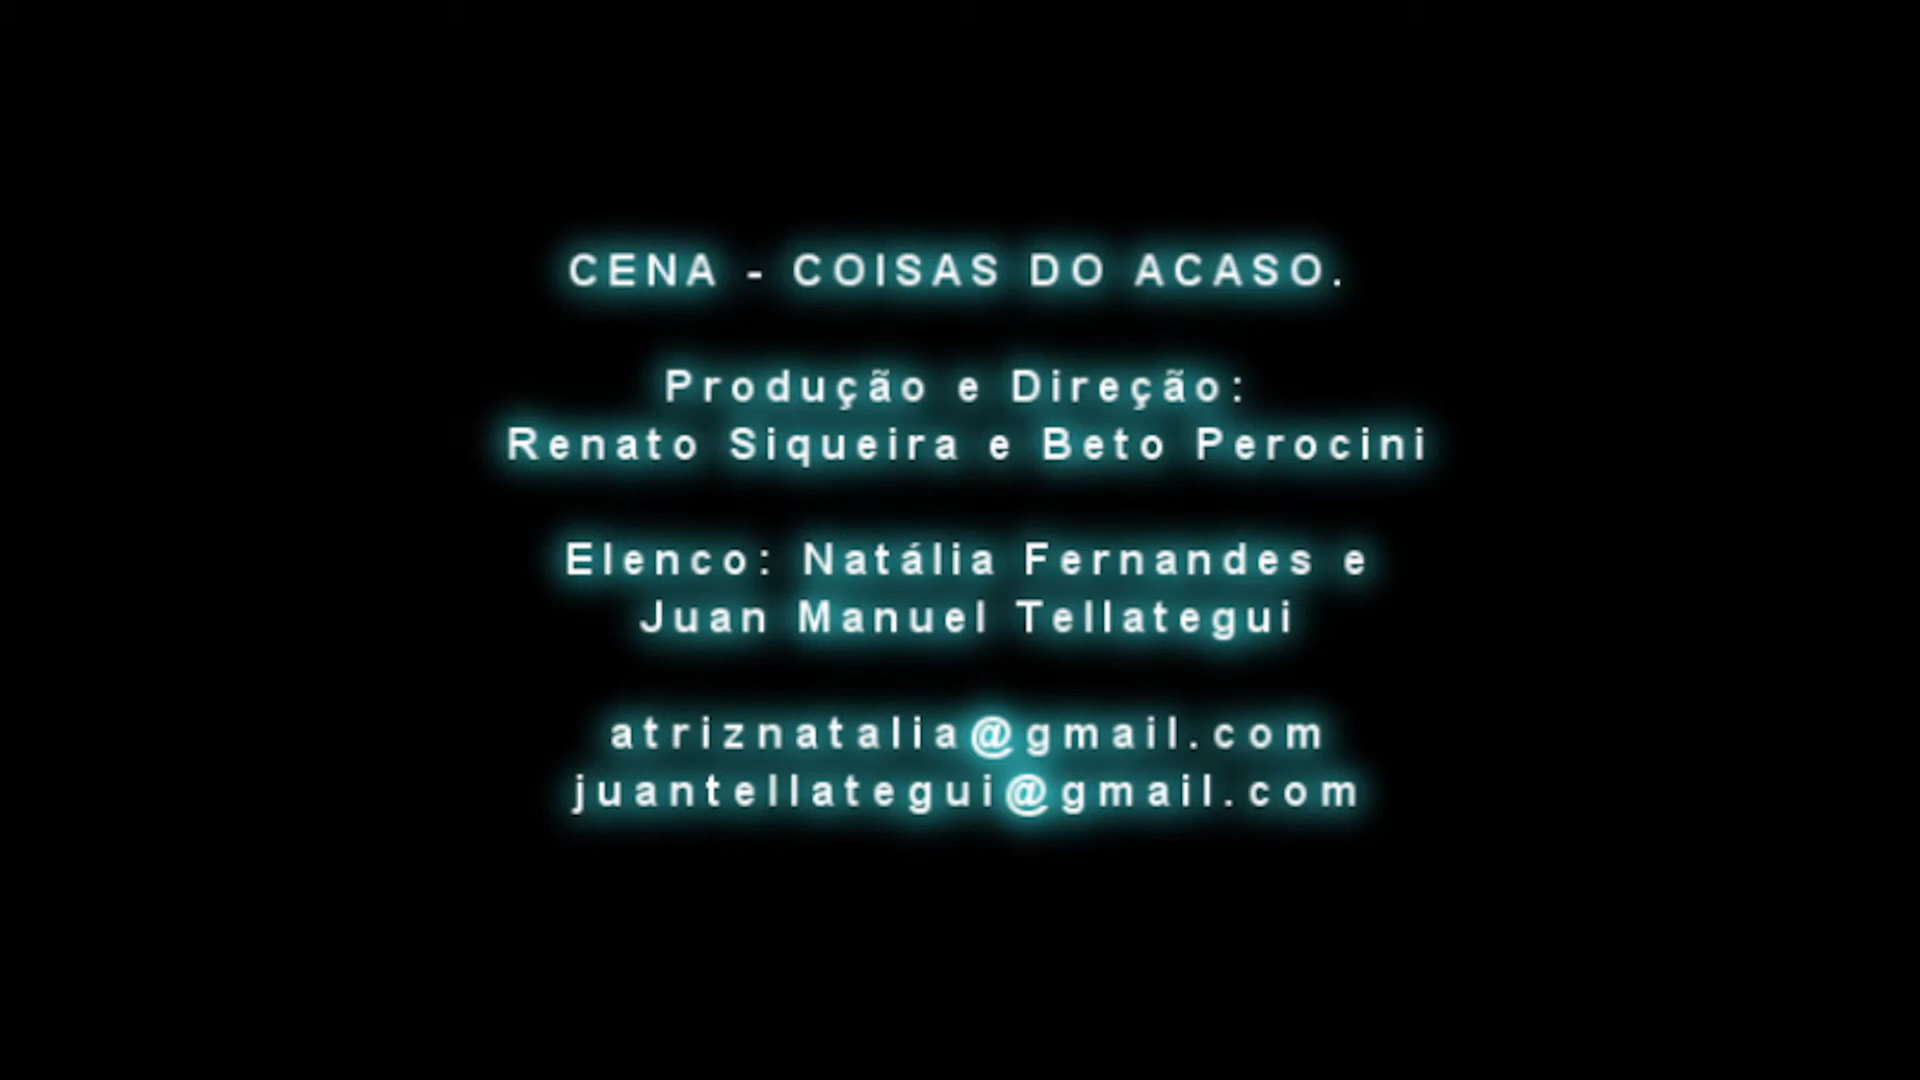 CENA - COISAS DO ACASO.
Produção e Direção:
Renato Siqueira e Beto Perocini
Elenco: Natália Fernandes e
Juan Manuel Tellategui
atriznatalia@gmail.com
juantellategui@gmail.com